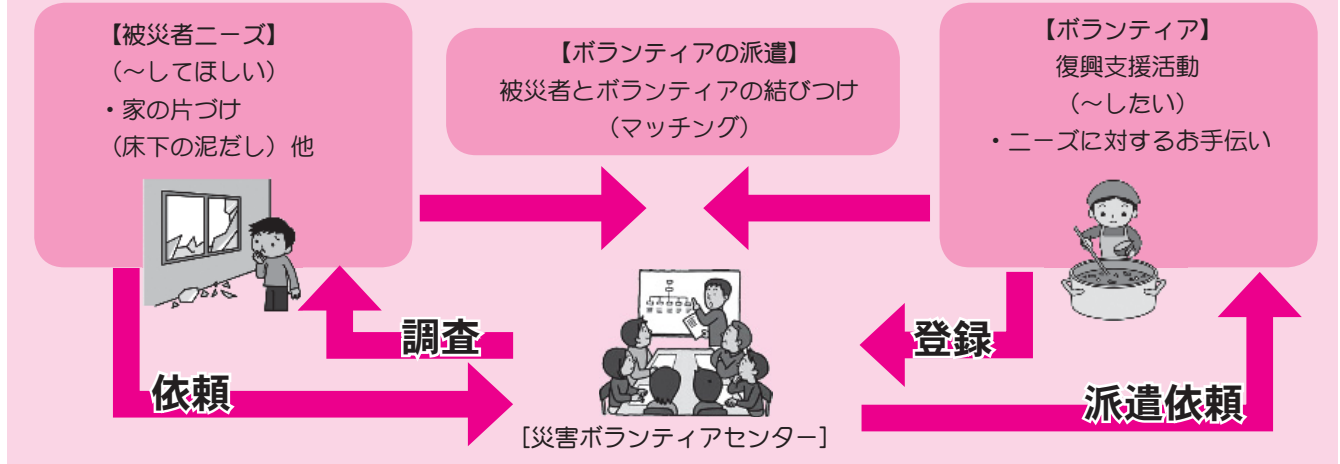 【被災者ニーズ】
(～してほしい)
・家の片づけ
(床下の泥だし)他
【ボランティアの派遣】
被災者とボランティアの結びつけ
(マッチング)
【ボランティア】
復興支援活動
(～したい)
・ニーズに対するお手伝い
調査
依頼
登録
派遣依頼
[災害ボランティアセンター]